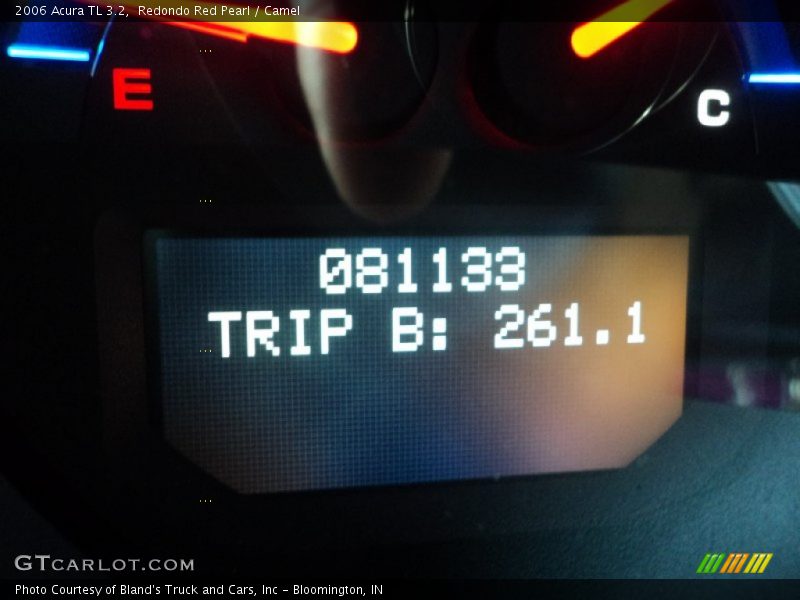 2006 Acura TL 3.2,  Redondo Red Pearl / Camel
E
C
081133
TRIP B: 261.1
GTCARLOT.COM
Photo Courtesy of Bland's Truck and Cars, Inc – Bloomington, IN